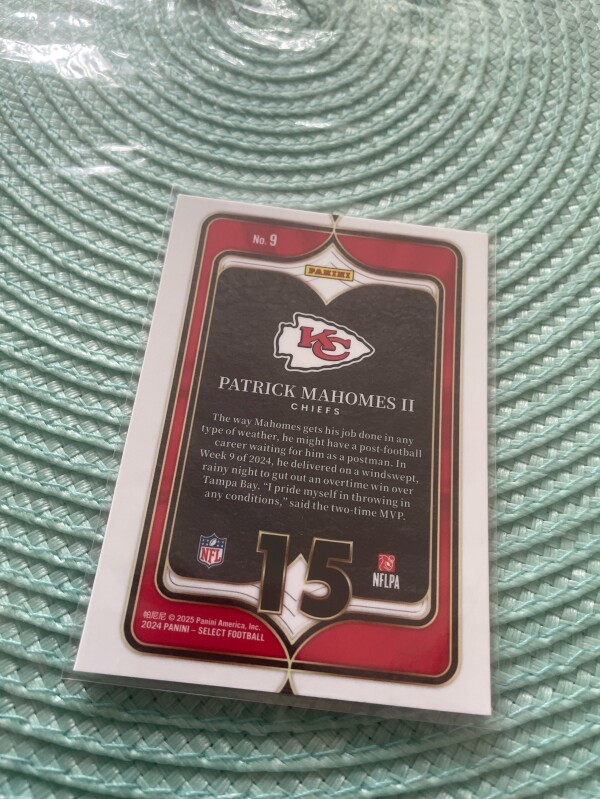 No. 9
PANINI
KC
PATRICK MAHOMES II
CHIEFS
The way Mahomes gets his job done in any
type of weather, he might have a post-football
career waiting for him as a postman. In
Week 9 of 2024, he delivered on a windswept,
rainy night to gut out an overtime win over
Tampa Bay. "I pride myself in throwing in
any conditions," said the two-time MVP.
NFL
15
NFLPA
帕尼尼 © 2025 Panini America, Inc.
2024 PANINI – SELECT FOOTBALL